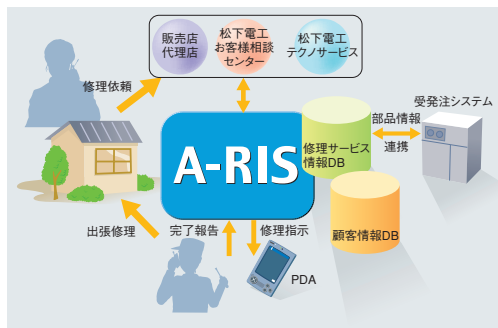 販売店
代理店
松下電工
お客様相談
センター
松下電工
テクノサービス
修理依頼
受発注システム
部品情報
連携
A-RIS
修理サービス
情報DB
顧客情報DB
出張修理
完了報告
修理指示
PDA